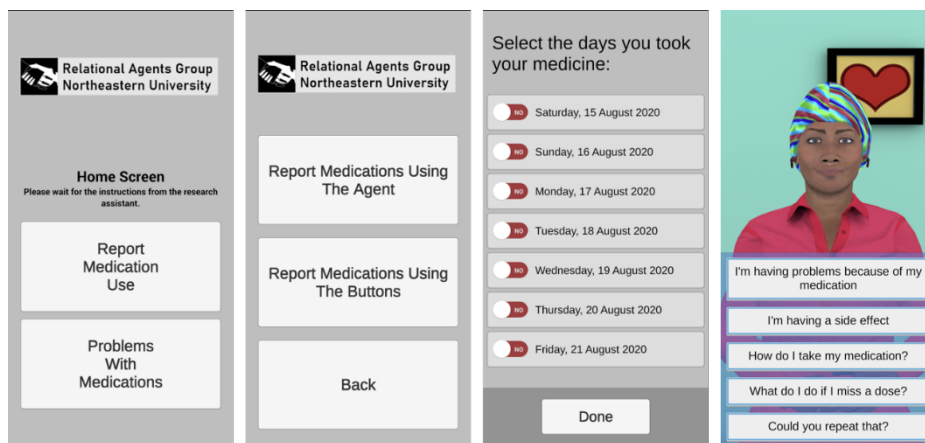 Relational Agents Group
Northeastern University
Home Screen
Please wait for the instructions from the research
assistant.
Report
Medication
Use
Problems
With
Medications
Relational Agents Group
Northeastern University
Report Medications Using
The Agent
Report Medications Using
The Buttons
Back
Select the days you took
your medicine:
NO Saturday, 15 August 2020
NO Sunday, 16 August 2020
NO Monday, 17 August 2020
NO Tuesday, 18 August 2020
NO Wednesday, 19 August 2020
NO Thursday, 20 August 2020
NO Friday, 21 August 2020
Done
I'm having problems because of my
medication
I'm having a side effect
How do I take my medication?
What do I do if I miss a dose?
Could you repeat that?